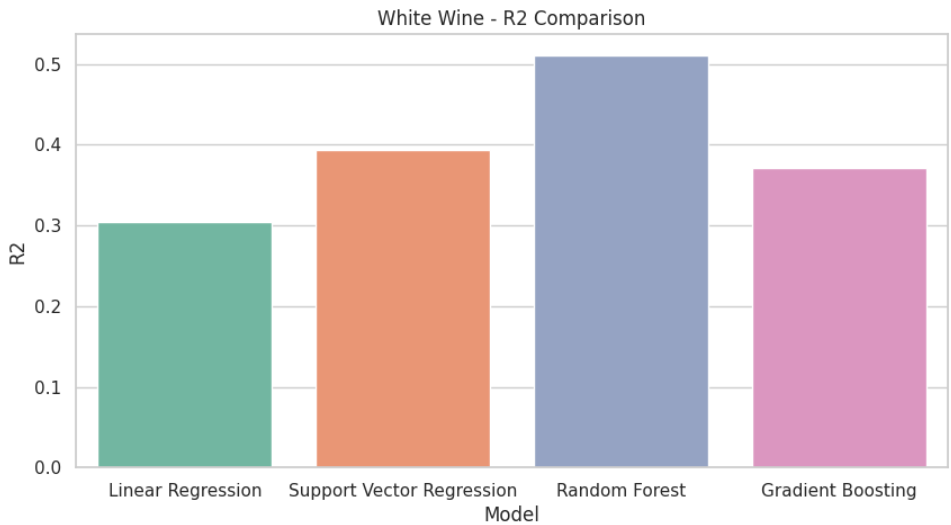 White Wine - R2 Comparison
R2
0.5
0.4
0.3
0.2
0.1
0.0
Linear Regression
Support Vector Regression
Random Forest
Gradient Boosting
Model